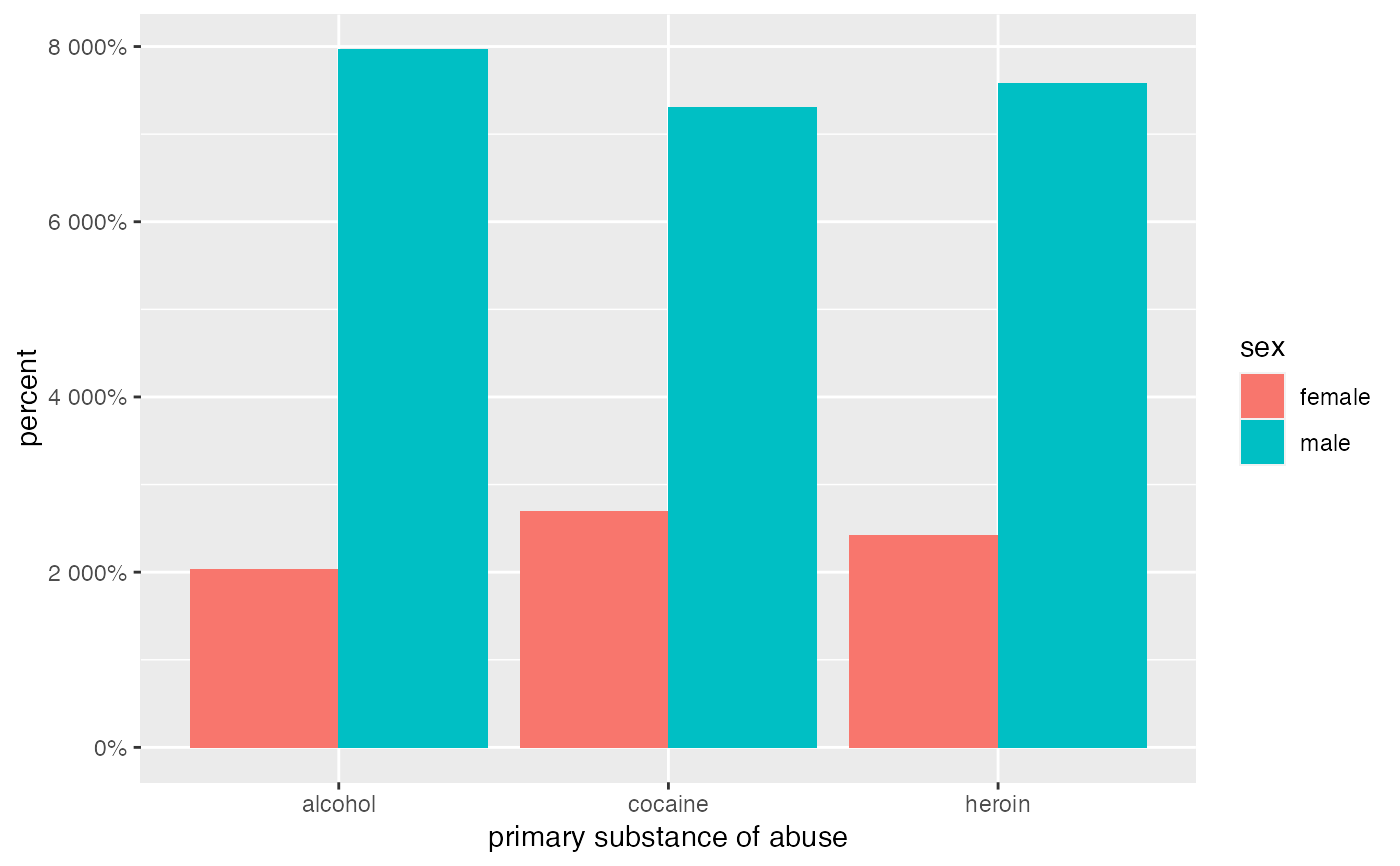 8 000%
6 000%
4 000%
2 000%
0%
percent
alcohol cocaine heroin
primary substance of abuse
sex
female
male